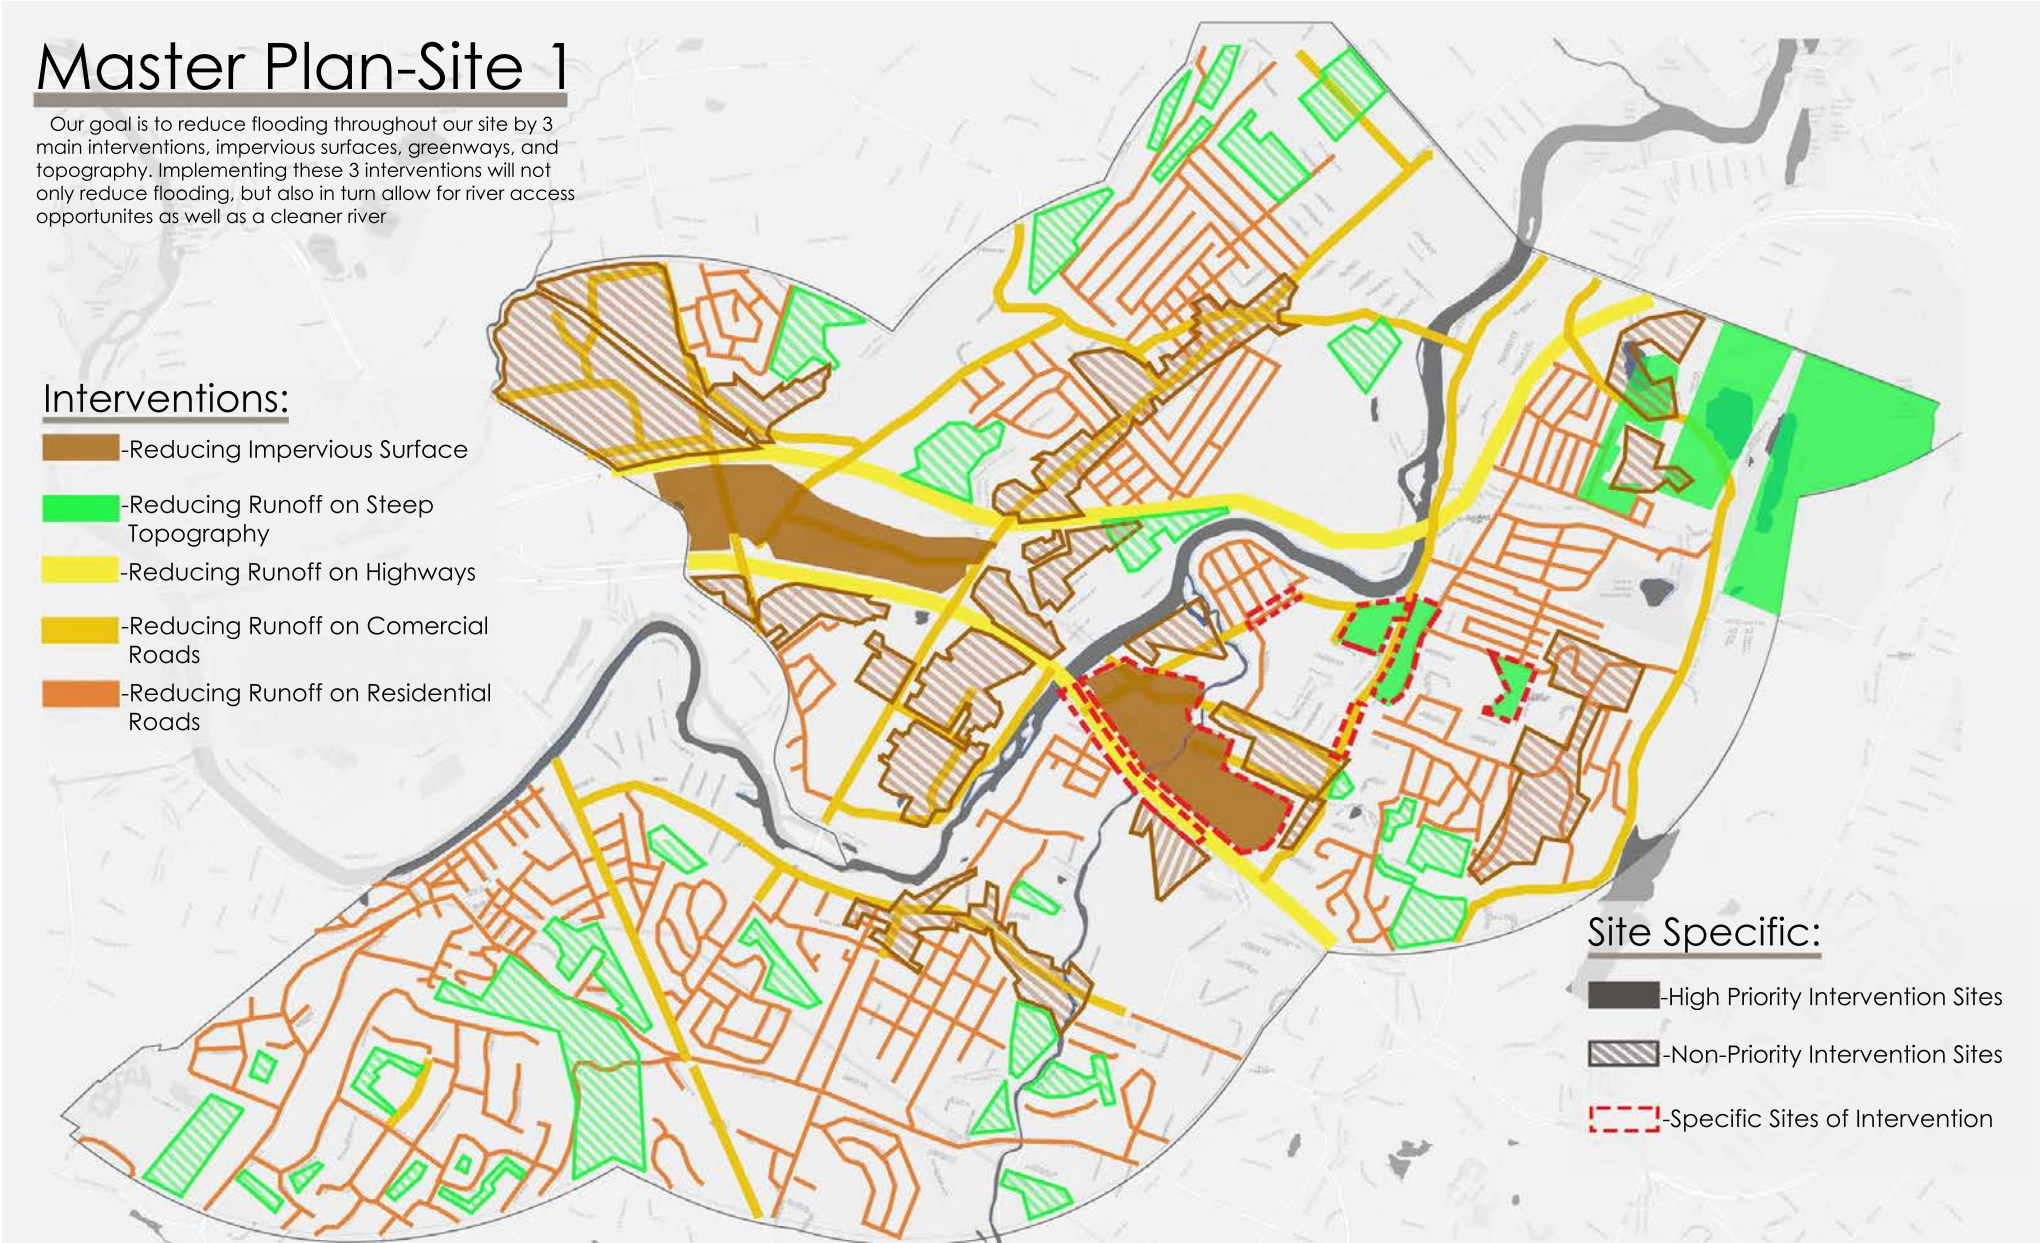 Master Plan-Site 1
Our goal is to reduce flooding throughout our site by 3
main interventions, impervious surfaces, greenways, and
topography. Implementing these 3 interventions will not
only reduce flooding, but also in turn allow for river access
opportunites as well as a cleaner river
Interventions:
-Reducing Impervious Surface
-Reducing Runoff on Steep
Topography
-Reducing Runoff on Highways
-Reducing Runoff on Comercial
Roads
-Reducing Runoff on Residential
Roads
Site Specific:
-High Priority Intervention Sites
-Non-Priority Intervention Sites
-Specific Sites of Intervention